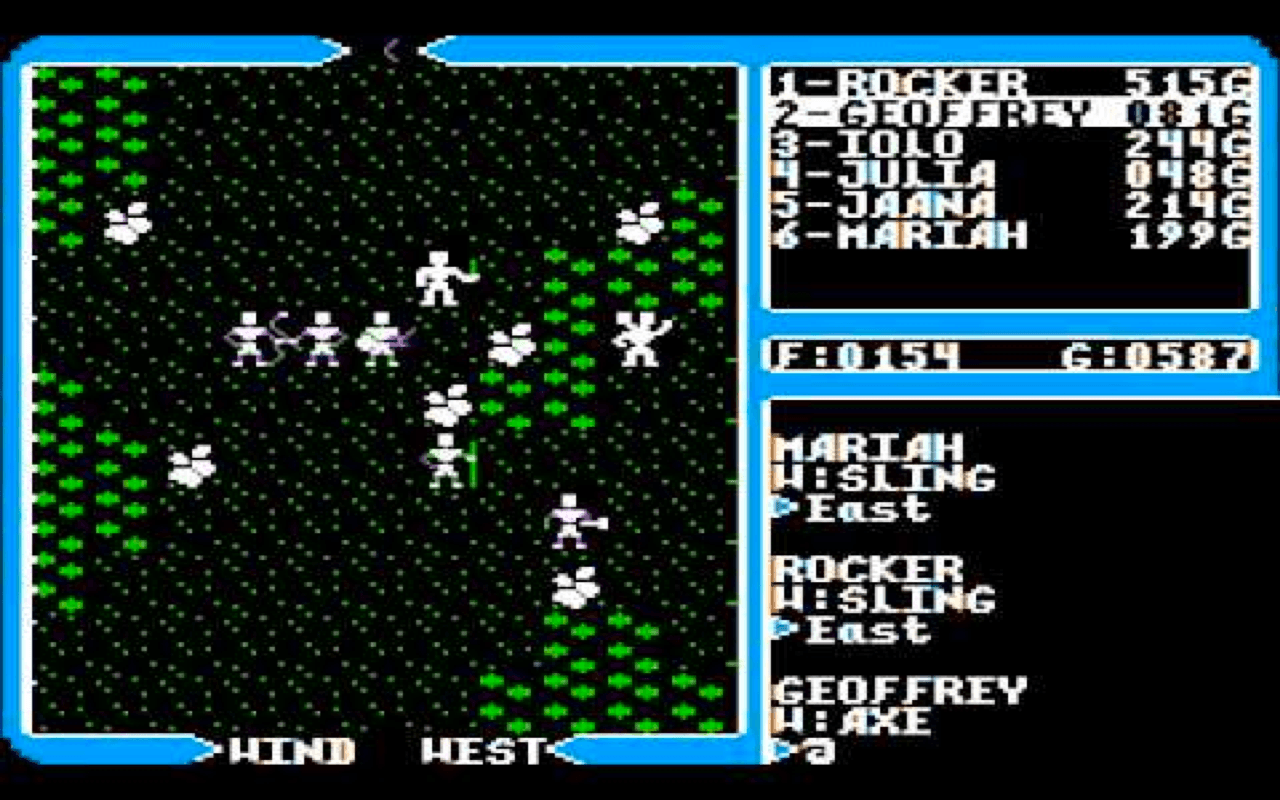 1-ROCKER 515G
2-GEOFFREY 081G
3-IOLO 244G
4-JULIA 048G
5-JAANA 214G
6-MARIAH 199G
F:0154 G:0587
MARIAH
W:SLING
East
ROCKER
W:SLING
East
GEOFFREY
W:AXE
a
WIND WEST